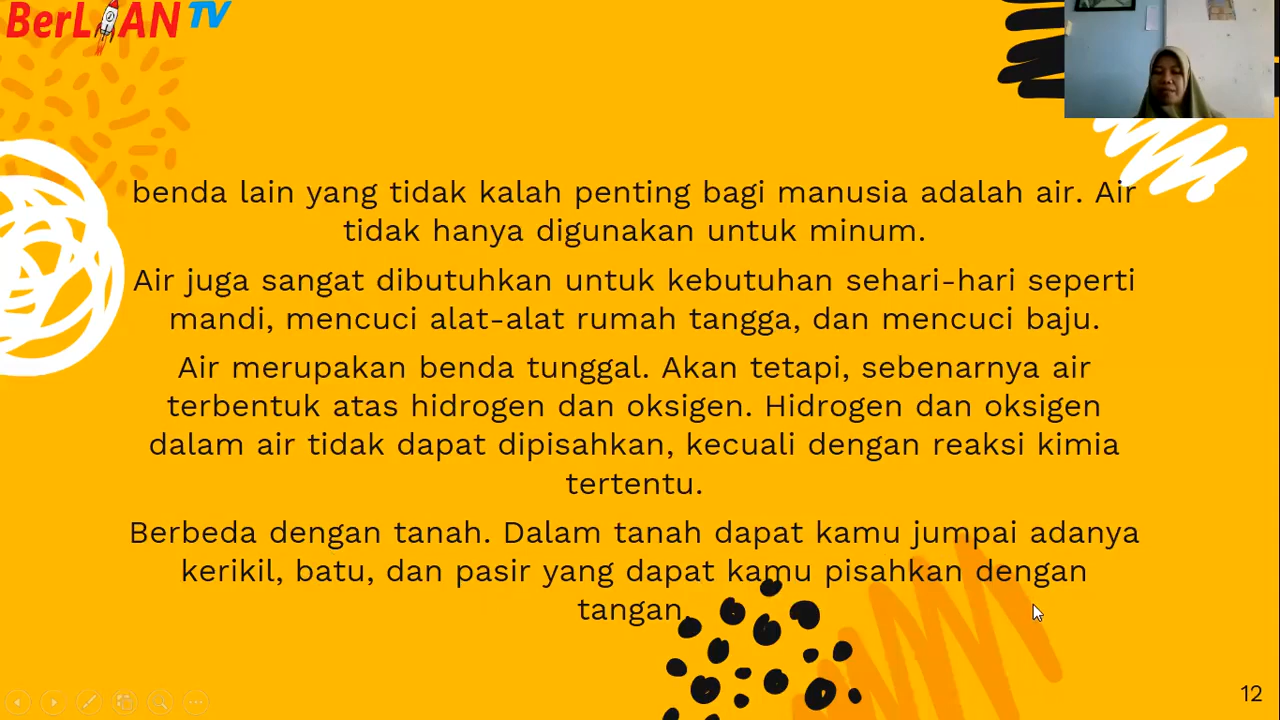 BerLIAN TV
benda lain yang tidak kalah penting bagi manusia adalah air. Air
tidak hanya digunakan untuk minum.
Air juga sangat dibutuhkan untuk kebutuhan sehari-hari seperti
mandi, mencuci alat-alat rumah tangga, dan mencuci baju.
Air merupakan benda tunggal. Akan tetapi, sebenarnya air
terbentuk atas hidrogen dan oksigen. Hidrogen dan oksigen
dalam air tidak dapat dipisahkan, kecuali dengan reaksi kimia
tertentu.
Berbeda dengan tanah. Dalam tanah dapat kamu jumpai adanya
kerikil, batu, dan pasir yang dapat kamu pisahkan dengan
tangan.
12